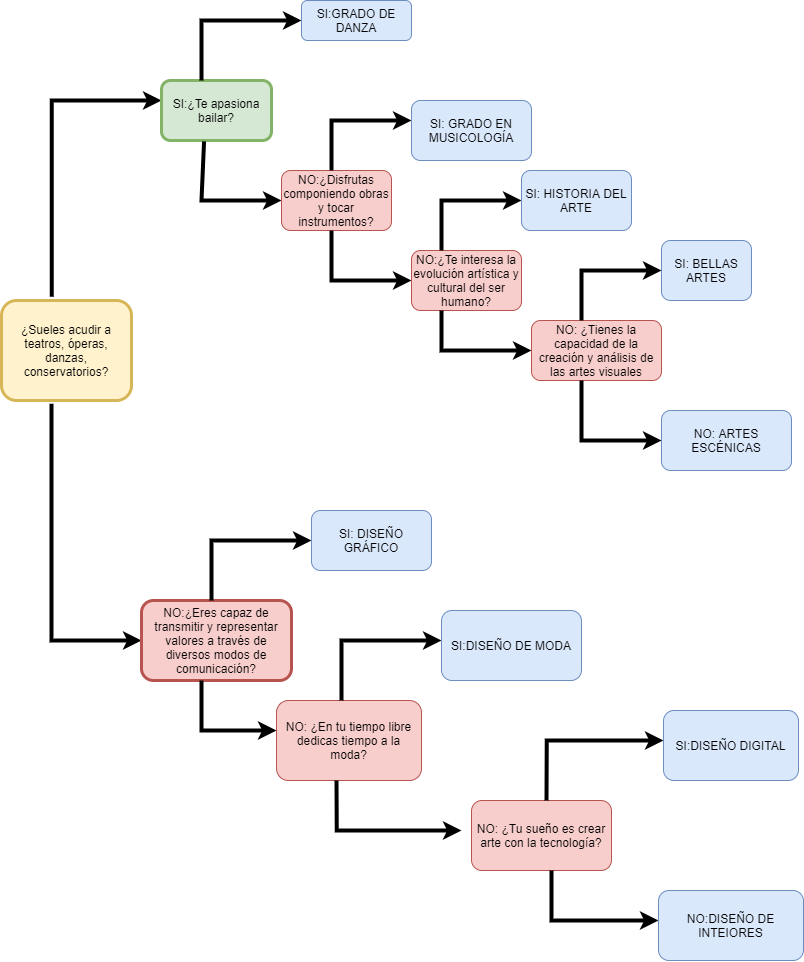 SI:GRADO DE
DANZA
SI:¿Te apasiona
bailar?
SI: GRADO EN
MUSICOLOGÍA
NO:¿Disfrutas
componiendo obras
y tocar
instrumentos?
SI: HISTORIA DEL
ARTE
NO:¿Te interesa la
evolución artística y
cultural del ser
humano?
SI: BELLAS
ARTES
¿Sueles acudir a
teatros, óperas,
danzas,
conservatorios?
NO: ¿Tienes la
capacidad de la
creación y análisis de
las artes visuales
NO: ARTES
ESCÉNICAS
SI: DISEÑO
GRÁFICO
NO:¿Eres capaz de
transmitir y representar
valores a través de
diversos modos de
comunicación?
SI:DISEÑO DE MODA
NO: ¿En tu tiempo libre
dedicas tiempo a la
moda?
SI:DISEÑO DIGITAL
NO: ¿Tu sueño es crear
arte con la tecnología?
NO:DISEÑO DE
INTEIORES